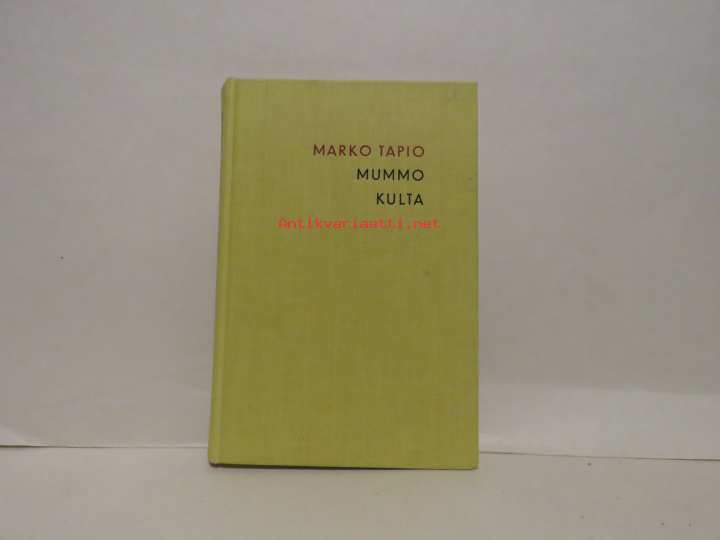 MARKO TAPIO
MUMMO
KULTA
Antikvariaatti.net